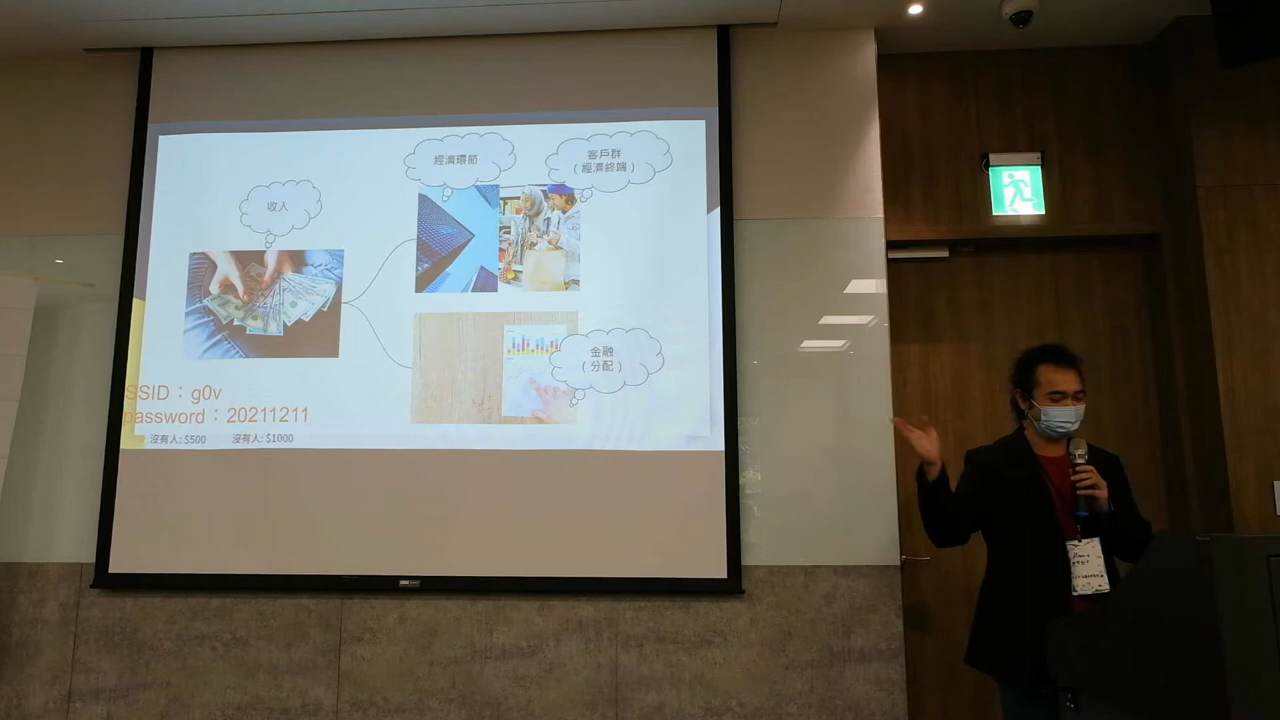 經濟環節
客戶群
（經濟終端）
收入
金融
（分配）
SSID：g0v
password：20211211
沒有人: $500 沒有人: $1000